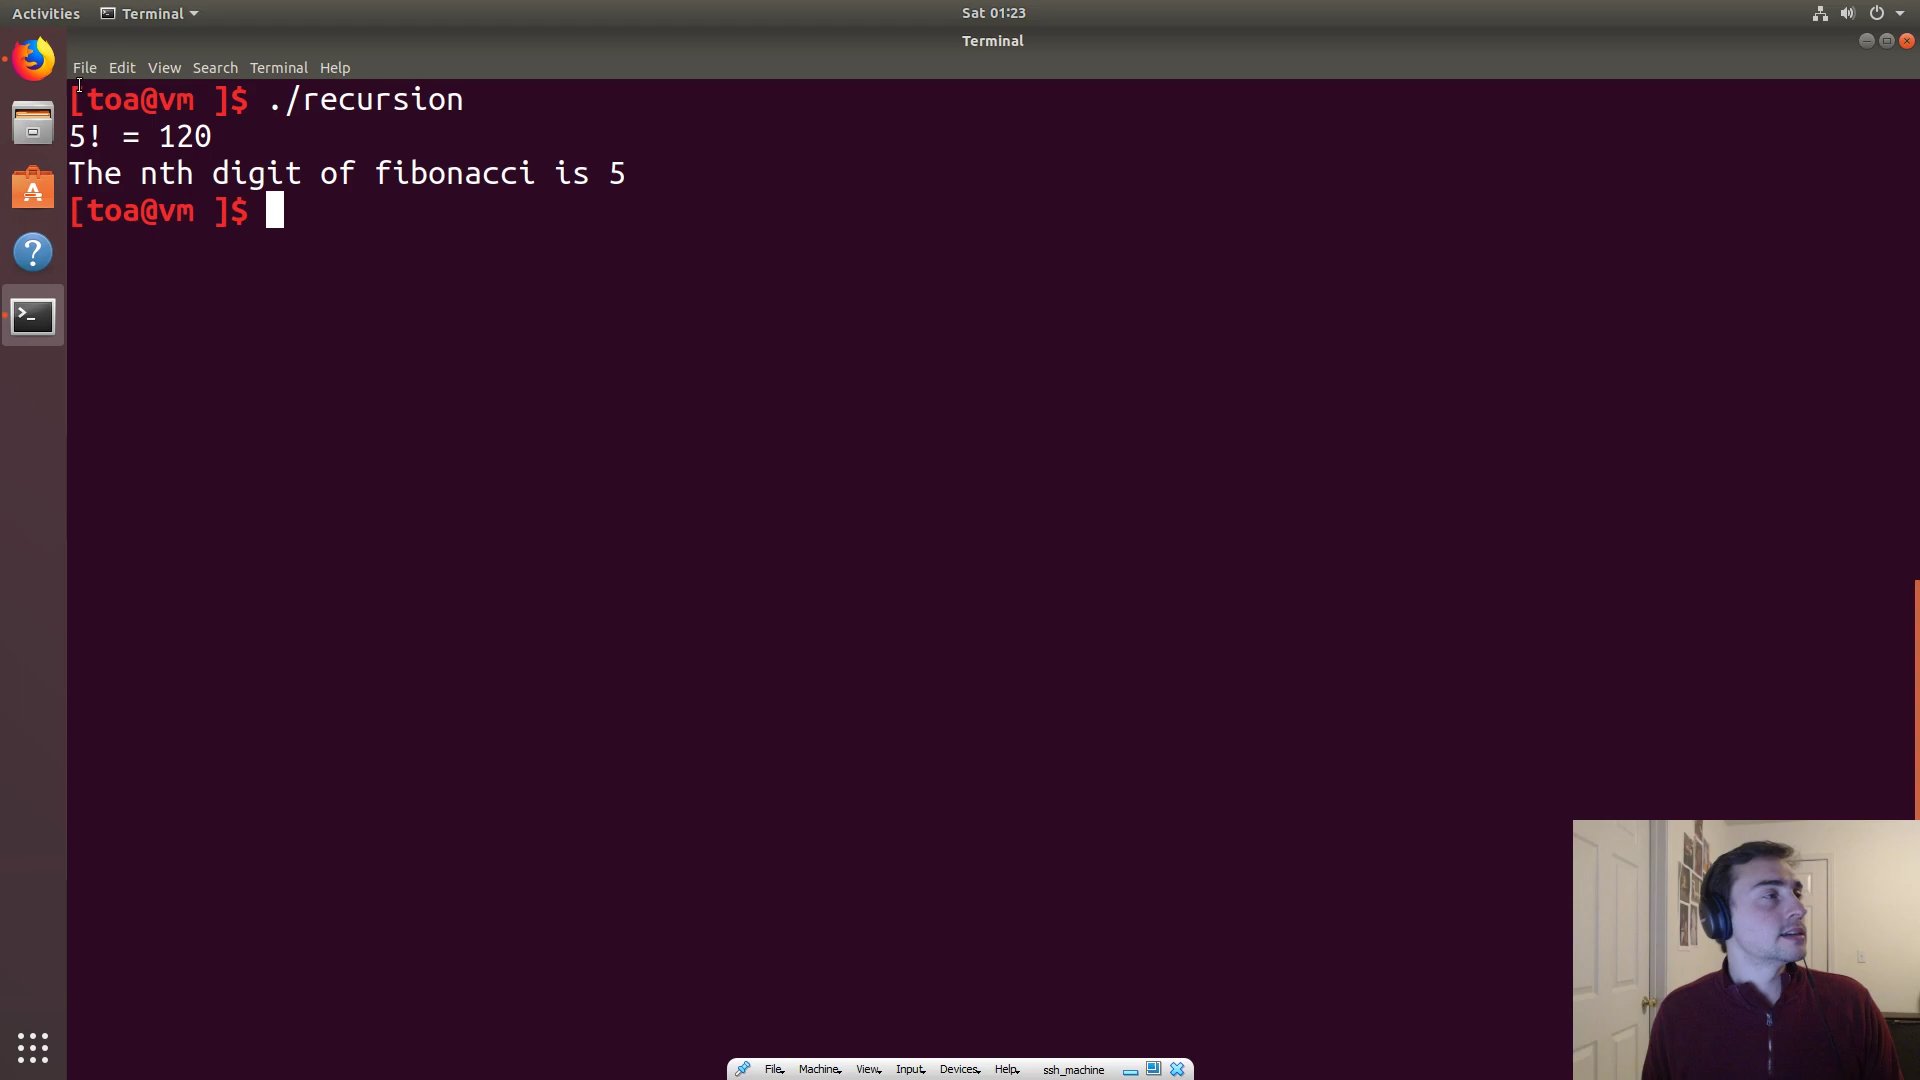 Activities Terminal Sat 01:23
Terminal
File Edit View Search Terminal Help
[toa@vm ]$ ./recursion
5! = 120
The nth digit of fibonacci is 5
[toa@vm ]$
File Machine View Input Devices Help ssh_machine